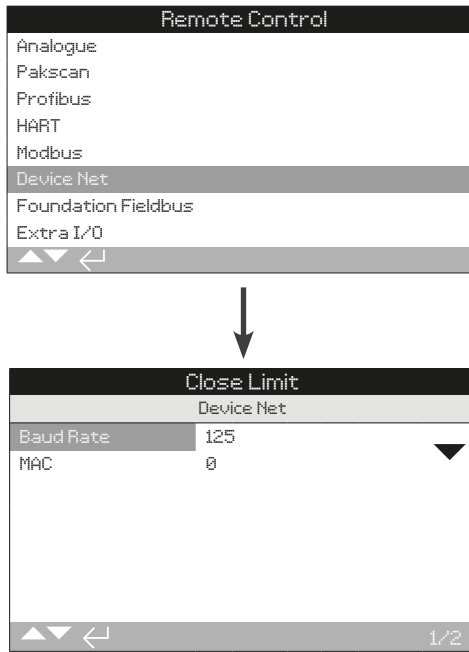 Remote Control
Analogue
Pakscan
Profibus
HART
Modbus
Device Net
Foundation Fieldbus
Extra I/O
Close Limit
Device Net
Baud Rate 125
MAC 0
1/2